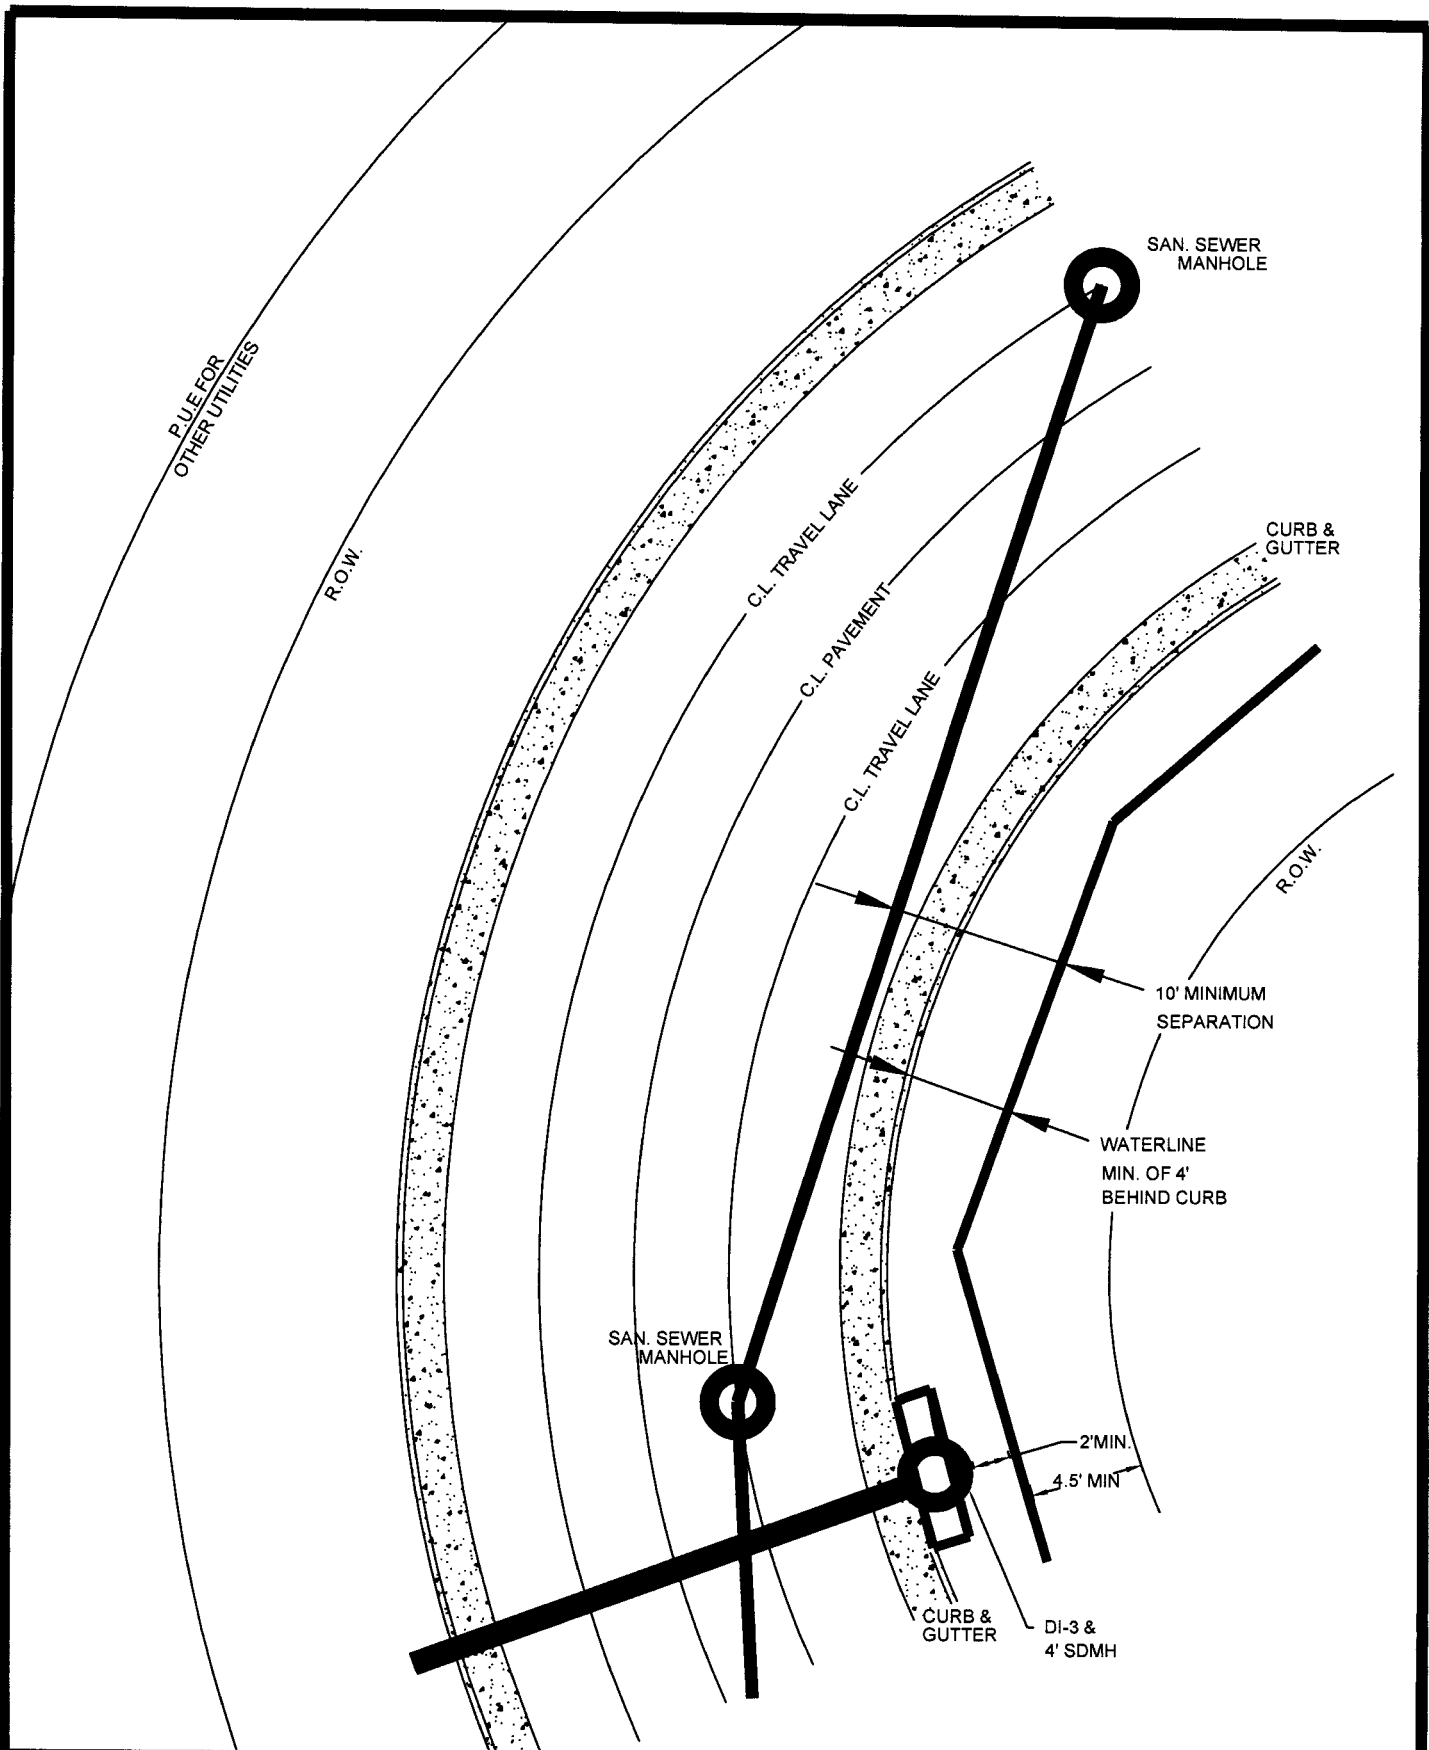 SAN. SEWER
MANHOLE
P.U.E FOR
OTHER UTILITIES
R.O.W.
C.L. TRAVEL LANE
CURB &
GUTTER
C.L. PAVEMENT
C.L. TRAVEL LANE
R.O.W.
10' MINIMUM
SEPARATION
WATERLINE
MIN. OF 4'
BEHIND CURB
SAN. SEWER
MANHOLE
2'MIN.
4.5' MIN
CURB &
GUTTER
DI-3 &
4' SDMH